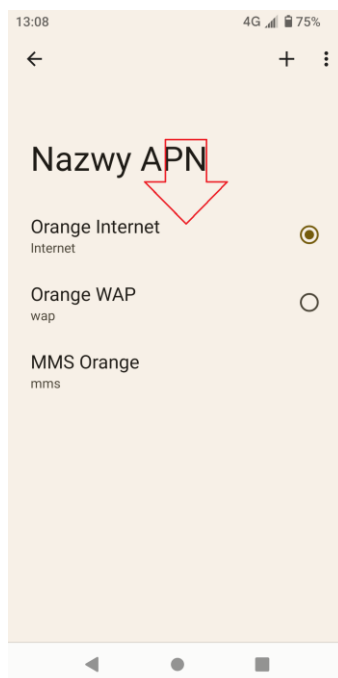 13:08 4G 75%
Nazwy APN
Orange Internet
Internet
Orange WAP
wap
MMS Orange
mms